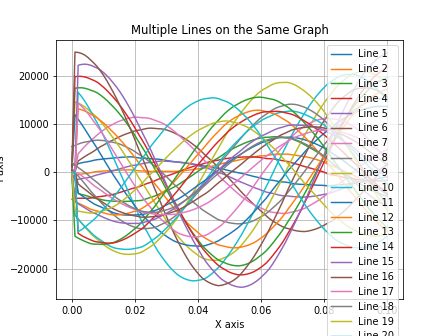 Multiple Lines on the Same Graph
20000
10000
0
−10000
−20000
0.00
0.02
0.04
0.06
0.08
X axis
Line 1
Line 2
Line 3
Line 4
Line 5
Line 6
Line 7
Line 8
Line 9
Line 10
Line 11
Line 12
Line 13
Line 14
Line 15
Line 16
Line 17
Line 18
Line 19